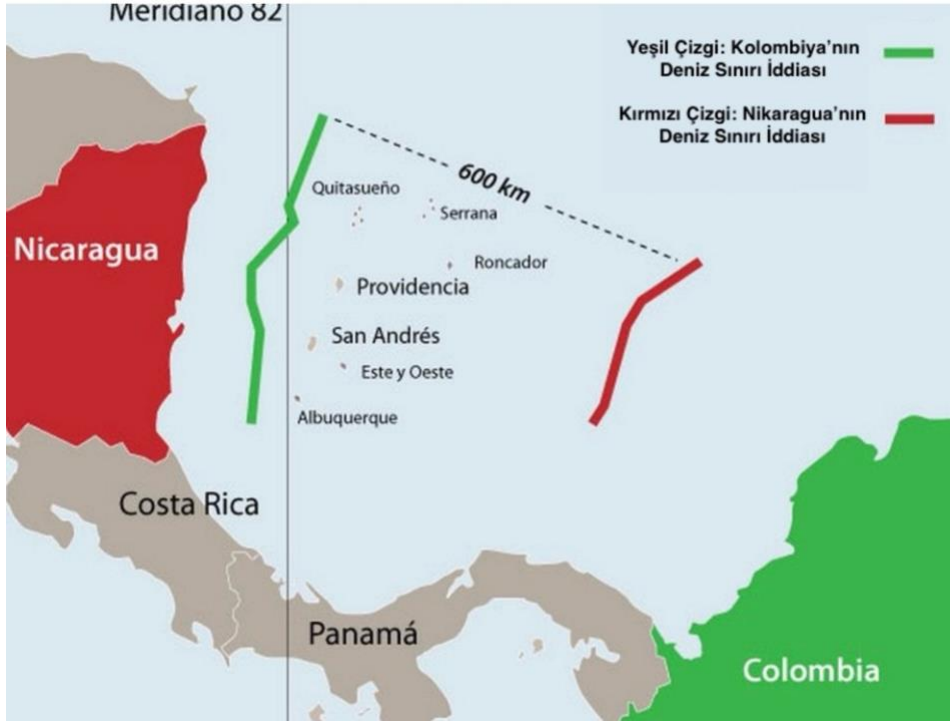 Meridiano 82
Yeşil Çizgi: Kolombiya'nın
Deniz Sınırı İddiası
Kırmızı Çizgi: Nikaragua'nın
Deniz Sınırı İddiası
600 km
Quitasueño
Serrana
Nicaragua
Roncador
Providencia
San Andrés
Este y Oeste
Albuquerque
Costa Rica
Panamá
Colombia